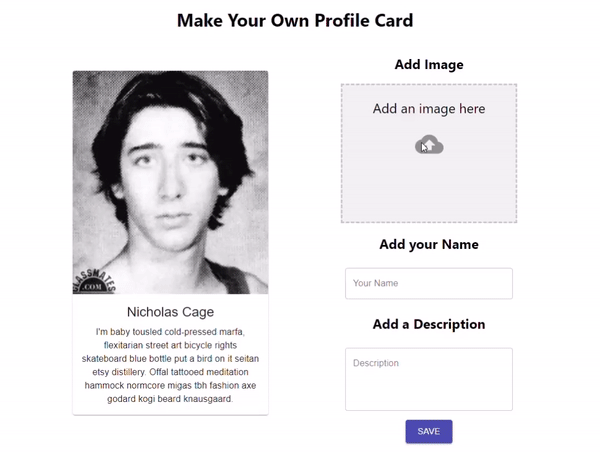 Make Your Own Profile Card
CLASSMATES
.COM
Nicholas Cage
I'm baby tousled cold-pressed marfa,
flexitarian street art bicycle rights
skateboard blue bottle put a bird on it seitan
etsy distillery. Offal tattooed meditation
hammock normcore migas tbh fashion axe
godard kogi beard knausgaard.
Add Image
Add an image here
Add your Name
Your Name
Add a Description
Description
SAVE